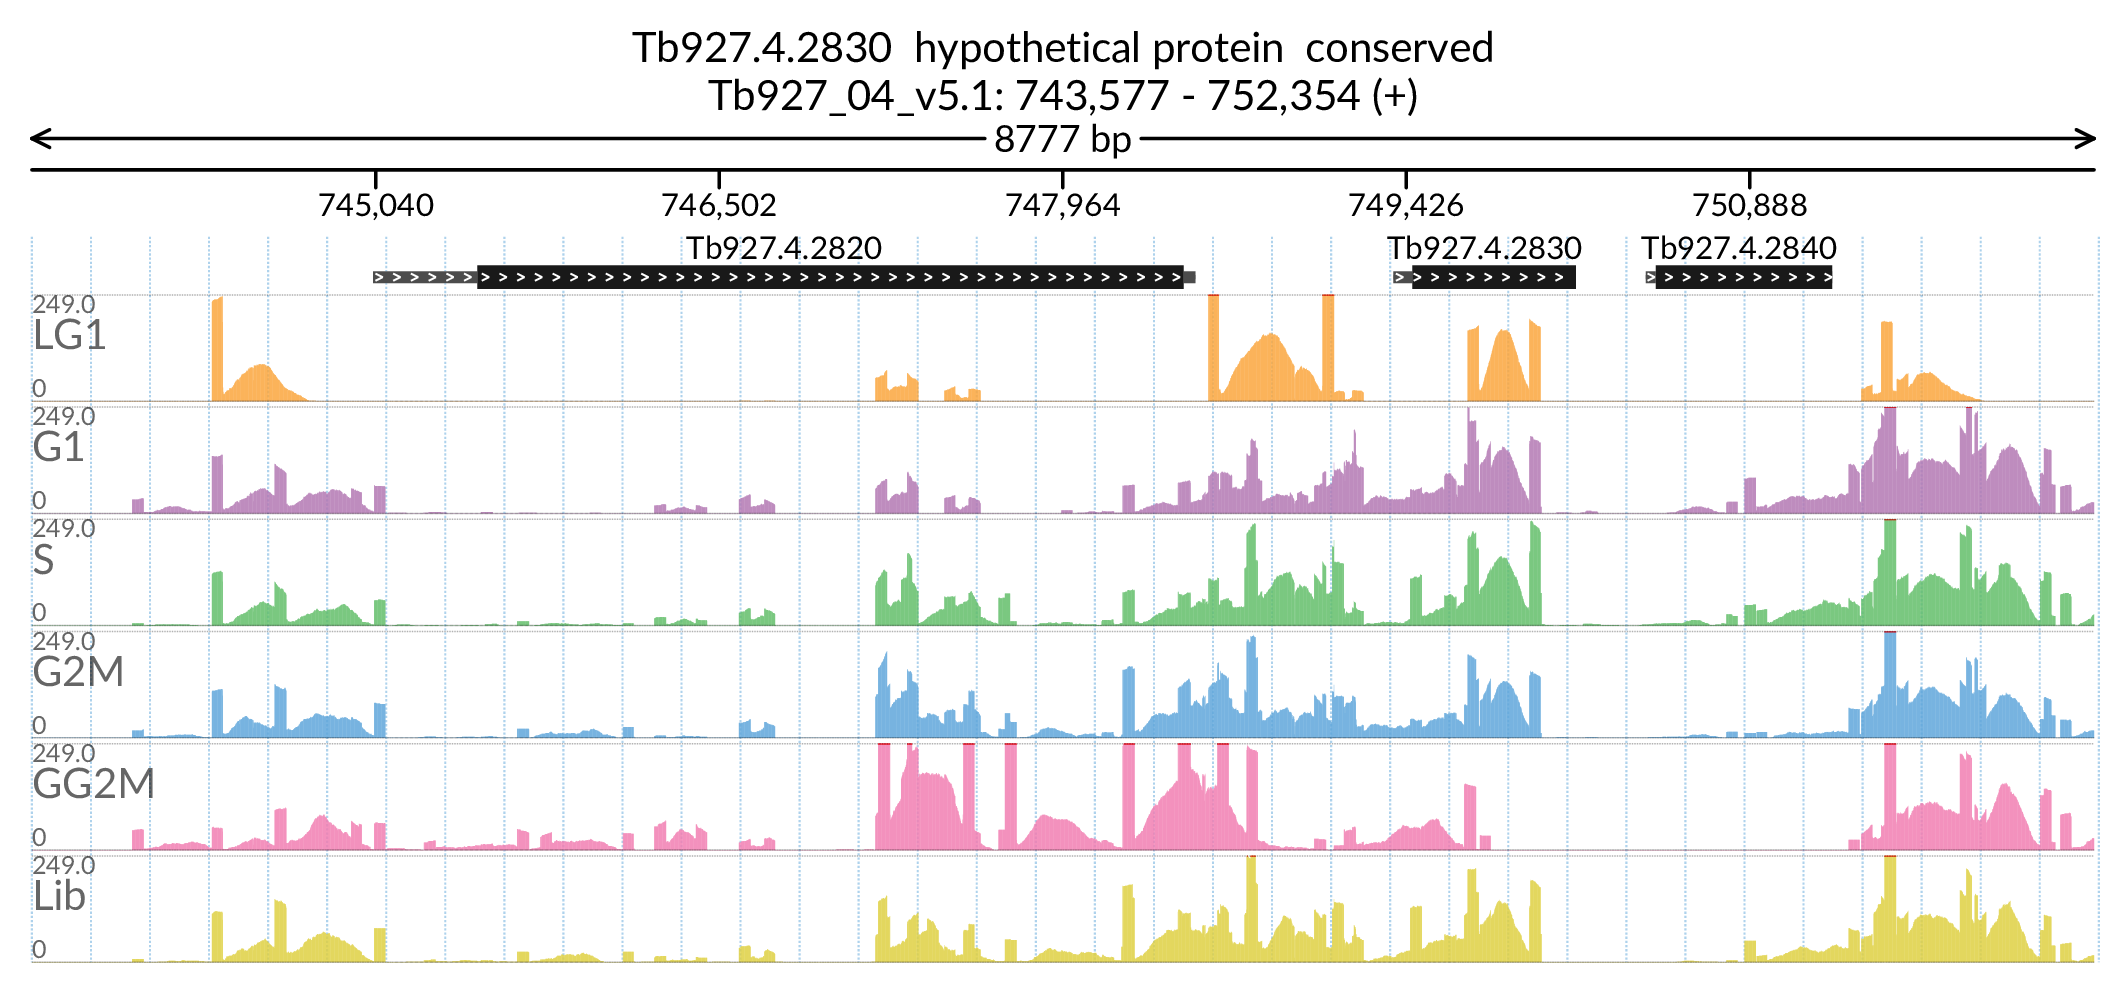 Tb927.4.2830  hypothetical protein  conserved
Tb927_04_v5.1: 743,577 - 752,354 (+)
8777 bp
745,040 746,502 747,964 749,426 750,888
Tb927.4.2820 Tb927.4.2830 Tb927.4.2840
249.0
LG1
0
249.0
G1
0
249.0
S
0
249.0
G2M
0
249.0
GG2M
0
249.0
Lib
0